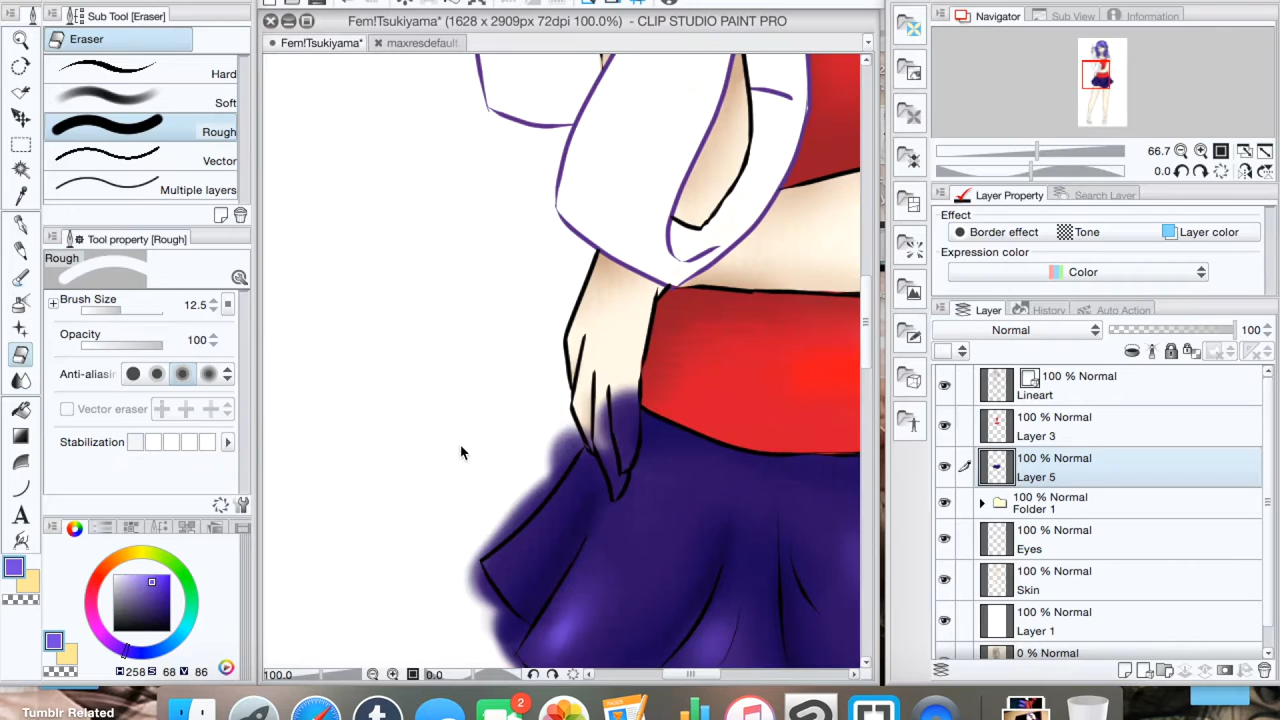 Sub Tool [Eraser]
Eraser
Hard
Soft
Rough
Vector
Multiple layers
Tool property [Rough]
Rough
Brush Size 12.5
Opacity 100
Anti-aliasin
Vector eraser
Stabilization
H 258 S 68 V 86
Fem!Tsukiyama* (1628 x 2909px 72dpi 100.0%) - CLIP STUDIO PAINT PRO
Fem!Tsukiyama* maxresdefault.
100.0 0.0
Navigator Sub View Information
66.7
0.0
Layer Property Search Layer
Effect
Border effect Tone Layer color
Expression color
Color
Layer History Auto Action
Normal 100
100 % Normal
Lineart
100 % Normal
Layer 3
100 % Normal
Layer 5
100 % Normal
Folder 1
100 % Normal
Eyes
100 % Normal
Skin
100 % Normal
Layer 1
0 % Normal
Tumblr Related
2